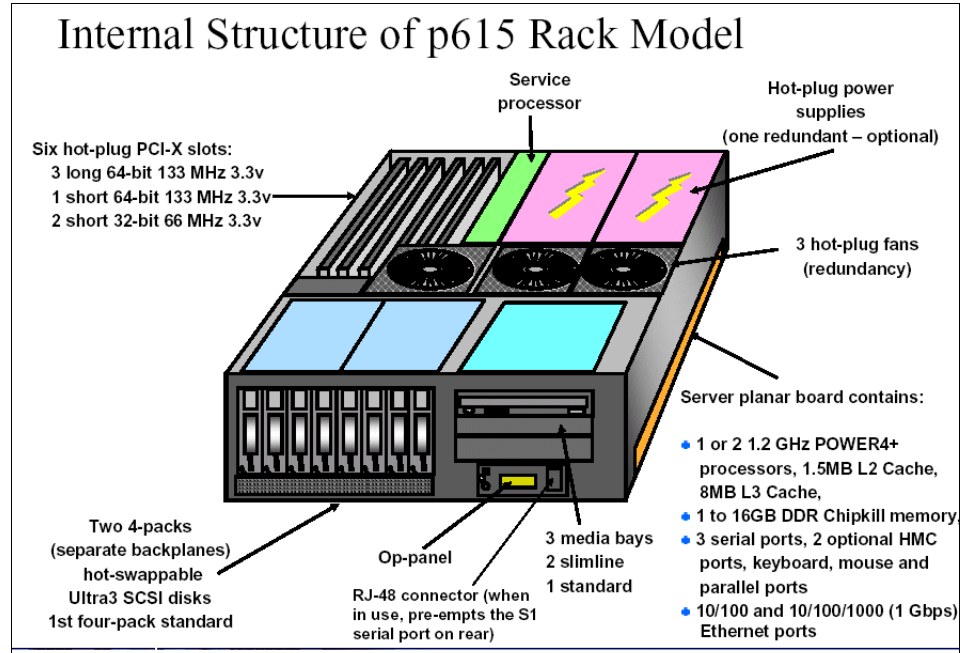 Internal Structure of p615 Rack Model
Service
processor
Hot-plug power
supplies
(one redundant – optional)
Six hot-plug PCI-X slots:
3 long 64-bit 133 MHz 3.3v
1 short 64-bit 133 MHz 3.3v
2 short 32-bit 66 MHz 3.3v
3 hot-plug fans
(redundancy)
Server planar board contains:
1 or 2 1.2 GHz POWER4+
processors, 1.5MB L2 Cache,
8MB L3 Cache,
1 to 16GB DDR Chipkill memory,
3 serial ports, 2 optional HMC
ports, keyboard, mouse and
parallel ports
10/100 and 10/100/1000 (1 Gbps)
Ethernet ports
Two 4-packs
(separate backplanes)
hot-swappable
Ultra3 SCSI disks
1st four-pack standard
Op-panel
RJ-48 connector (when
in use, pre-empts the S1
serial port on rear)
3 media bays
2 slimline
1 standard